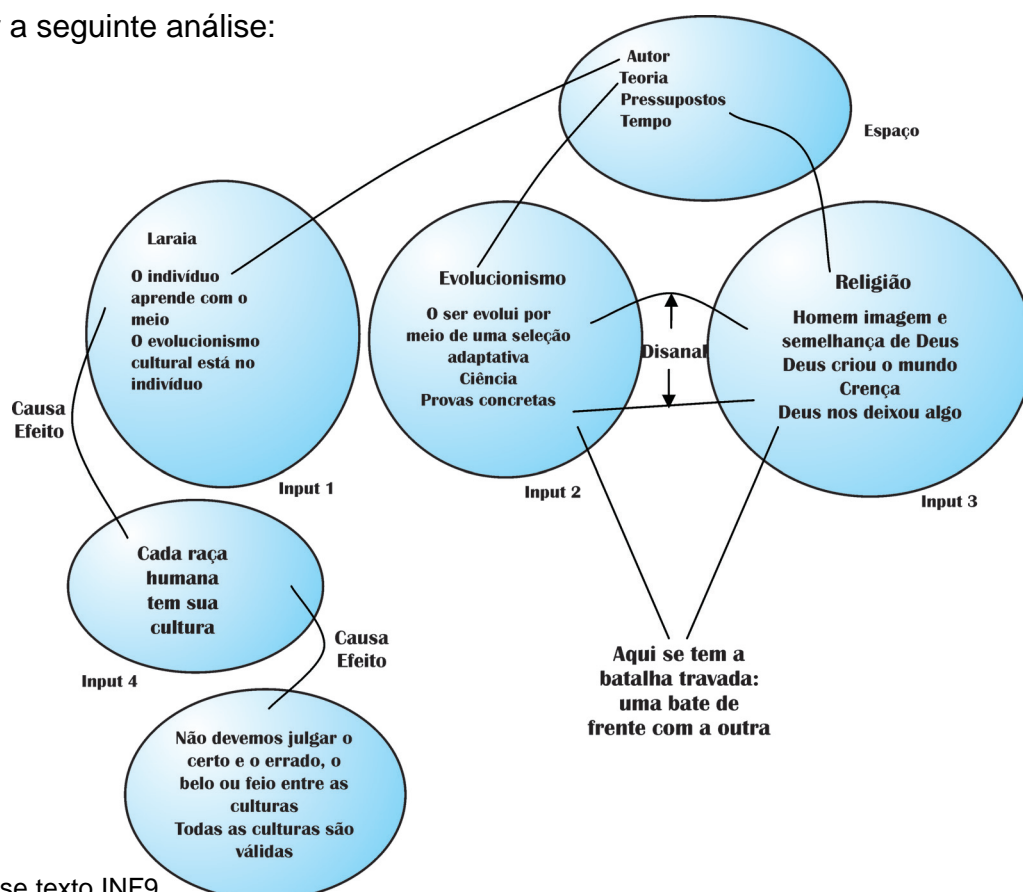 a seguinte análise:
Autor
Teoria
Pressupostos
Tempo
Espaço
Laraia
O indivíduo
aprende com o
meio
O evolucionismo
cultural está no
indivíduo
Input 1
Causa
Efeito
Evolucionismo
O ser evolui por
meio de uma seleção
adaptativa
Ciência
Provas concretas
Input 2
Disanal
Religião
Homem imagem e
semelhança de Deus
Deus criou o mundo
Crença
Deus nos deixou algo
Input 3
Cada raça
humana
tem sua
cultura
Input 4
Causa
Efeito
Aqui se tem a
batalha travada:
uma bate de
frente com a outra
Não devemos julgar o
certo e o errado, o
belo ou feio entre as
culturas
Todas as culturas são
válidas
se texto INF9